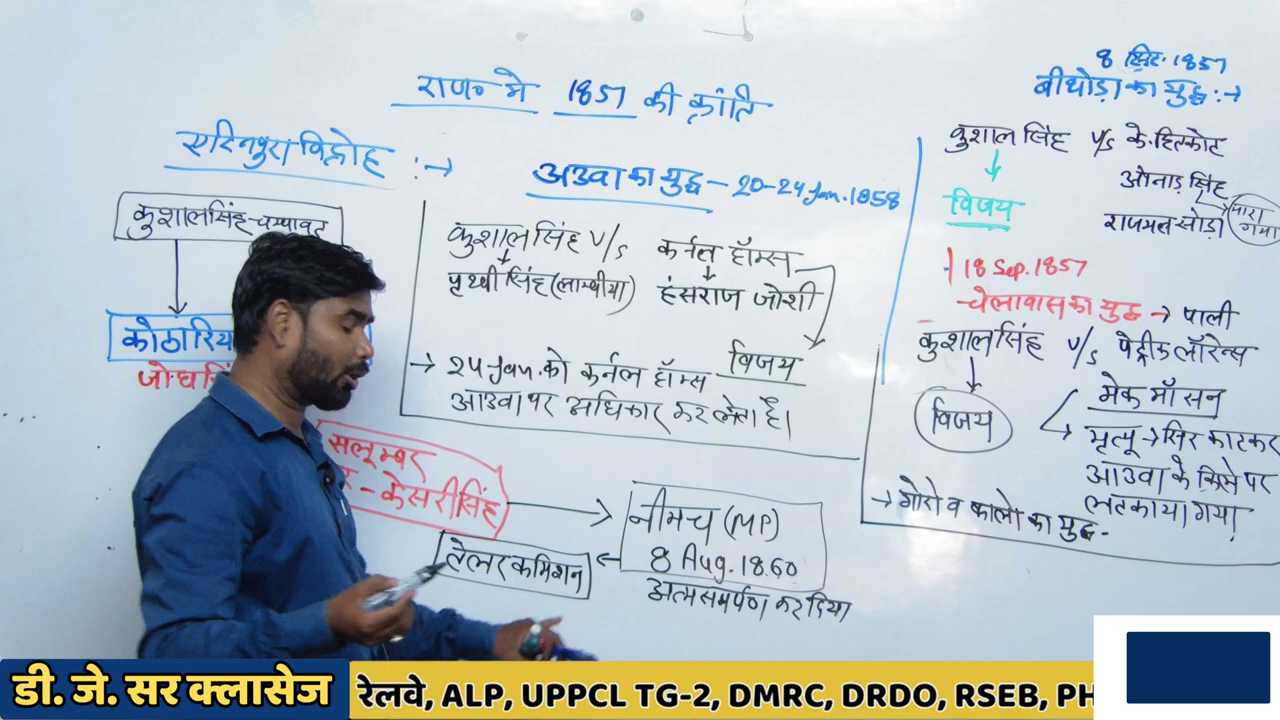 राज० मे 1857 की क्रांति
एरिनपुरा विद्रोह :→
कुशालसिंह-चम्पावत
कोठारिय
सलूम्बर
- केसरीसिंह
नीमच (MP)
8 Aug. 1860
आत्मसमर्पण कर दिया
तेलर कमिशन
अउवा का युद्ध – 20-24 Jan. 1858
कुशाल सिंह V/s कर्नल हॉम्स
पृथ्वी सिंह (लाम्बीया) हंसराज जोशी
विजय
→ 24 Jan. को कर्नल हॉम्स
आउवा पर अधिकार कर लेता है।
8 सित. 1857
बीथोड़ा का युद्ध :→
कुशाल सिंह V/s के. हितकोट
ओनाड़ सिंह
विजय
राजमल लोड़ा
मारा गया
18 Sep. 1857
चेलावास का युद्ध → पाली
कुशालसिंह V/s पेट्रीक लॉरेन्स
मेक मॉसन
विजय
मृत्यू → सिर काटकर
आउवा के किले पर
लटकाया गया
→ गोरो व कालो का युद्ध.
डी. जे. सर क्लासेज
रेलवे, ALP, UPPCL TG-2, DMRC, DRDO, RSEB, PH